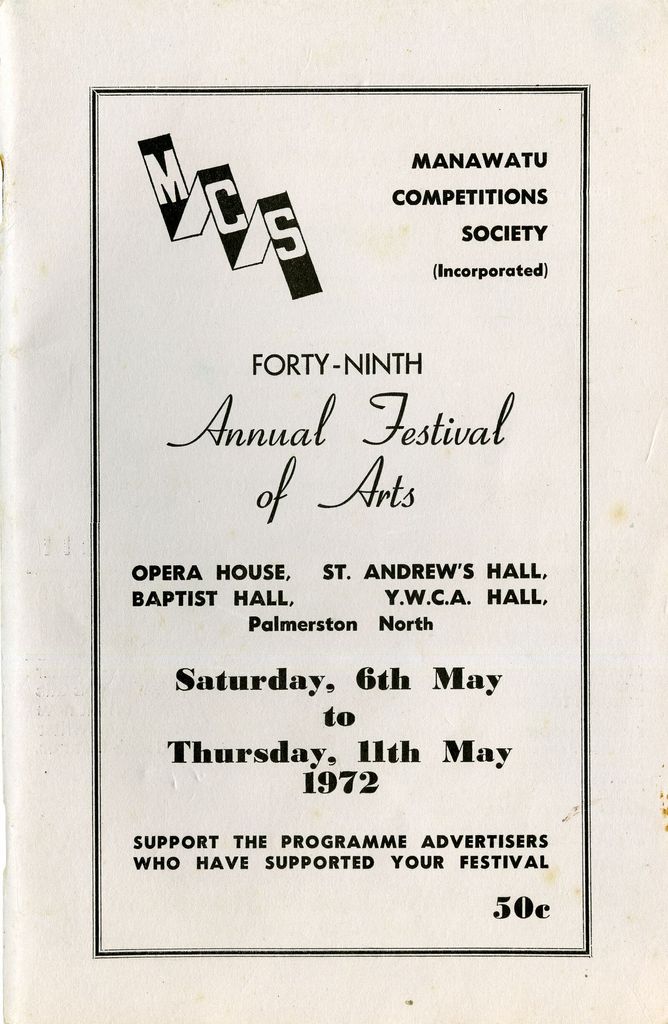 MCS
MANAWATU
COMPETITIONS
SOCIETY
(Incorporated)
FORTY-NINTH
Annual Festival
of Arts
OPERA HOUSE, ST. ANDREW'S HALL,
BAPTIST HALL, Y.W.C.A. HALL,
Palmerston North
Saturday, 6th May
to
Thursday, 11th May
1972
SUPPORT THE PROGRAMME ADVERTISERS
WHO HAVE SUPPORTED YOUR FESTIVAL
50c